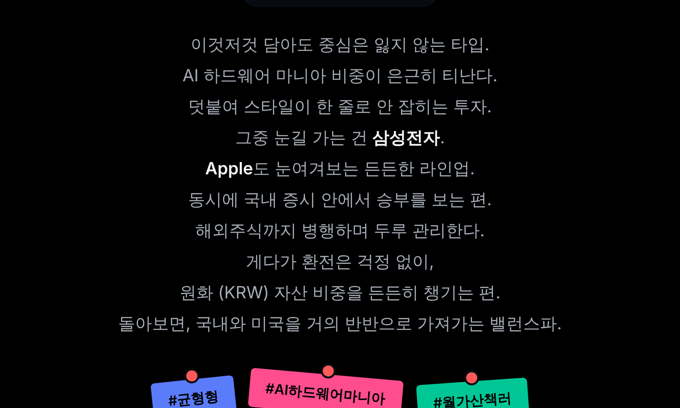 이것저것 담아도 중심은 잃지 않는 타입.
AI 하드웨어 마니아 비중이 은근히 티난다.
덧붙여 스타일이 한 줄로 안 잡히는 투자.
그중 눈길 가는 건 삼성전자.
Apple도 눈여겨보는 든든한 라인업.
동시에 국내 증시 안에서 승부를 보는 편.
해외주식까지 병행하며 두루 관리한다.
게다가 환전은 걱정 없이,
원화 (KRW) 자산 비중을 든든히 챙기는 편.
돌아보면, 국내와 미국을 거의 반반으로 가져가는 밸런스파.
#균형형 #AI하드웨어마니아 #월가산책러